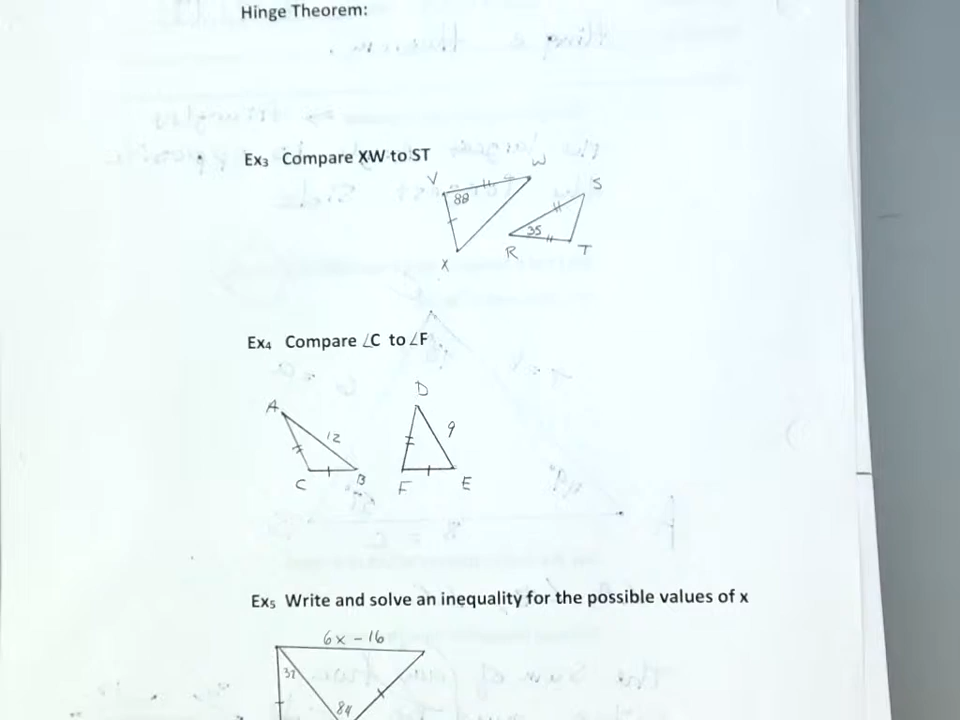 Hinge Theorem:
Ex3 Compare XW to ST
V W
88
X
S
35
R T
Ex4 Compare ∠C to ∠F
A
12
C B
D
9
F E
Ex5 Write and solve an inequality for the possible values of x
6x - 16
84